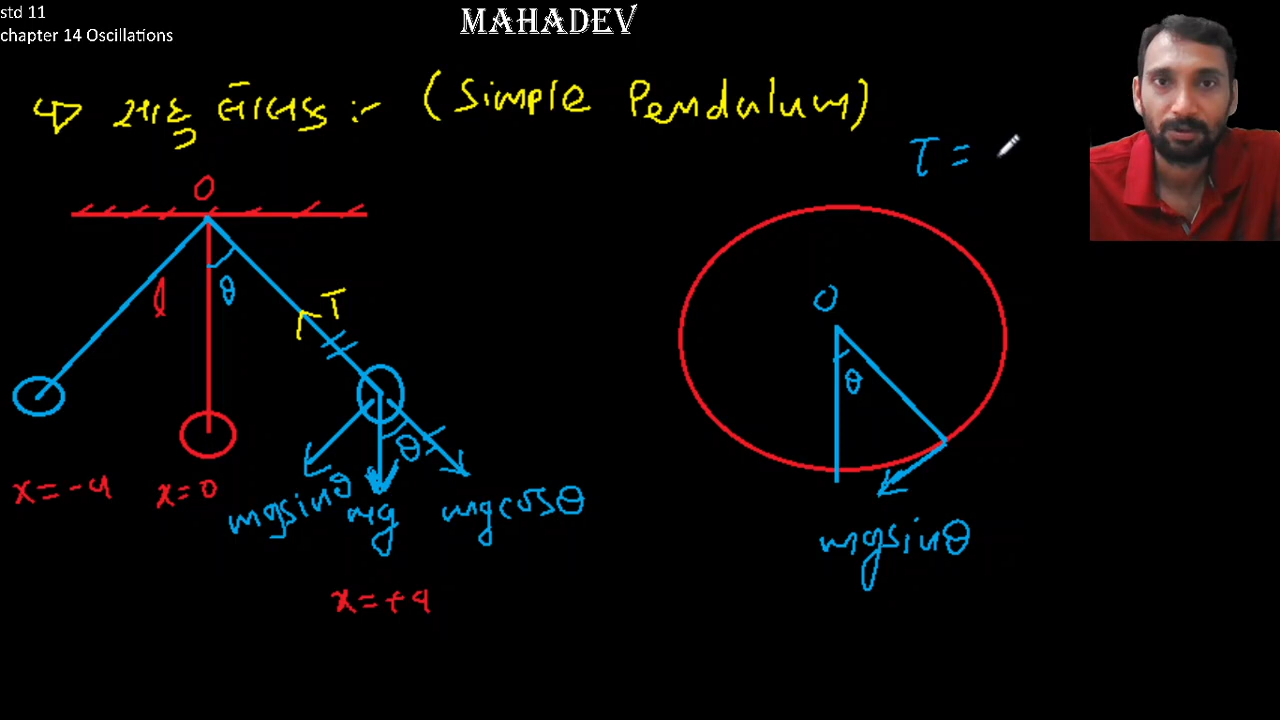 std 11
chapter 14 Oscillations
MAHADEV
સાદુ લોલક :- (Simple Pendulum)
τ =
O
l
θ
T
θ
mgsinθ
mg
mgcosθ
x=-a
x=0
x=+a
O
θ
mgsinθ